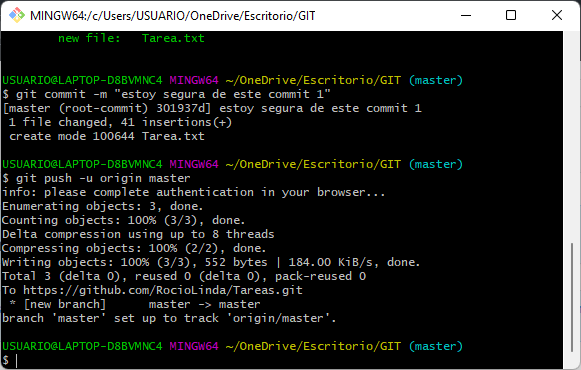 MINGW64:/c/Users/USUARIO/OneDrive/Escritorio/GIT
new file:   Tarea.txt
USUARIO@LAPTOP-D8BVMNC4 MINGW64 ~/OneDrive/Escritorio/GIT (master)
$ git commit -m "estoy segura de este commit 1"
[master (root-commit) 301937d] estoy segura de este commit 1
 1 file changed, 41 insertions(+)
 create mode 100644 Tarea.txt
USUARIO@LAPTOP-D8BVMNC4 MINGW64 ~/OneDrive/Escritorio/GIT (master)
$ git push -u origin master
info: please complete authentication in your browser...
Enumerating objects: 3, done.
Counting objects: 100% (3/3), done.
Delta compression using up to 8 threads
Compressing objects: 100% (2/2), done.
Writing objects: 100% (3/3), 552 bytes | 184.00 KiB/s, done.
Total 3 (delta 0), reused 0 (delta 0), pack-reused 0
To https://github.com/RocioLinda/Tareas.git
 * [new branch]      master -> master
branch 'master' set up to track 'origin/master'.
USUARIO@LAPTOP-D8BVMNC4 MINGW64 ~/OneDrive/Escritorio/GIT (master)
$